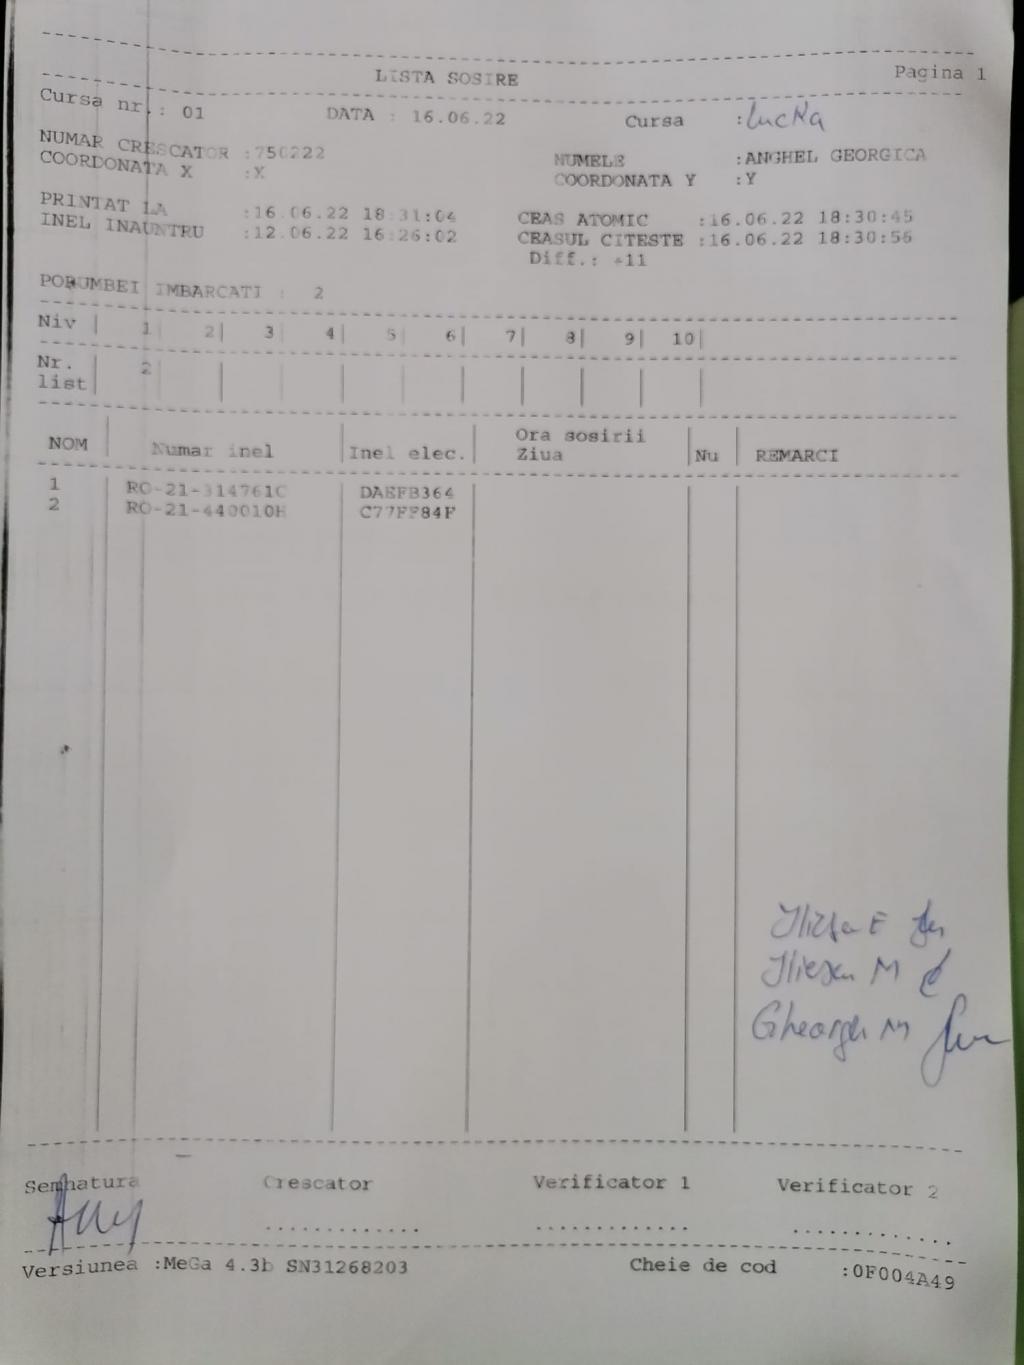 LISTA SOSIRE Pagina 1
Cursa nr.: 01 DATA : 16.06.22 Cursa :Lucka
NUMAR CRESCATOR :750222 NUMELE :ANGHEL GEORGICA
COORDONATA X :X COORDONATA Y :Y
PRINTAT LA :16.06.22 18:31:04 CEAS ATOMIC :16.06.22 18:30:45
INEL INAUNTRU :12.06.22 16:26:02 CEASUL CITESTE :16.06.22 18:30:56
Diff.: +11
PORUMBEI IMBARCATI : 2
Niv | 1 2| 3 4| 5 6| 7| 8| 9| 10|
Nr. 2
list
NOM Numar inel Inel elec. Ora sosirii
Ziua Nu REMARCI
1 RO-21-314761C DAEFB364
2 RO-21-440010H C77FF84F
Iliescu M
Gheorghe M
Semnatura Crescator Verificator 1 Verificator 2
Versiunea :MeGa 4.3b SN31268203 Cheie de cod :0F004A49